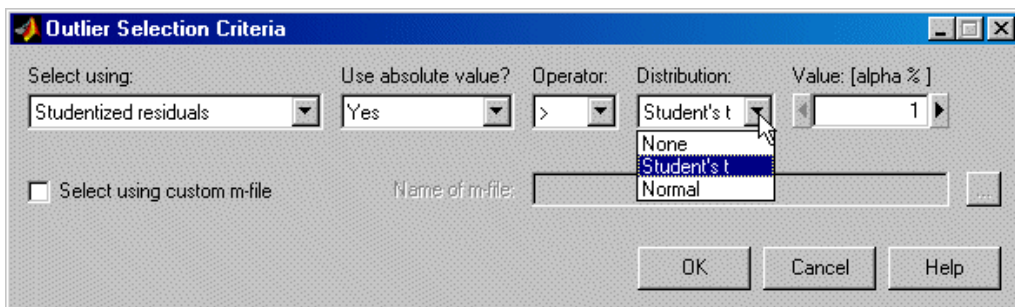 Outlier Selection Criteria
Select using: Use absolute value? Operator: Distribution: Value: [alpha % ]
Studentized residuals Yes > Student's t 1
None
Student's t
Select using custom m-file Name of m-file: ...
Normal
OK Cancel Help